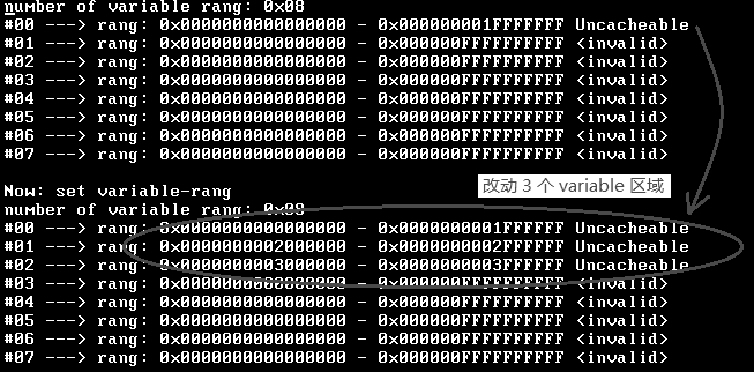 number of variable rang: 0x08
#00 ---> rang: 0x0000000000000000 - 0x000000001FFFFFFF Uncacheable
#01 ---> rang: 0x0000000000000000 - 0x000000FFFFFFFFFF <invalid>
#02 ---> rang: 0x0000000000000000 - 0x000000FFFFFFFFFF <invalid>
#03 ---> rang: 0x0000000000000000 - 0x000000FFFFFFFFFF <invalid>
#04 ---> rang: 0x0000000000000000 - 0x000000FFFFFFFFFF <invalid>
#05 ---> rang: 0x0000000000000000 - 0x000000FFFFFFFFFF <invalid>
#06 ---> rang: 0x0000000000000000 - 0x000000FFFFFFFFFF <invalid>
#07 ---> rang: 0x0000000000000000 - 0x000000FFFFFFFFFF <invalid>
Now: set variable-rang
改动 3 个 variable 区域
number of variable rang: 0x08
#00 ---> rang: 0x0000000000000000 - 0x0000000001FFFFFF Uncacheable
#01 ---> rang: 0x0000000002000000 - 0x0000000002FFFFFF Uncacheable
#02 ---> rang: 0x0000000003000000 - 0x0000000003FFFFFF Uncacheable
#03 ---> rang: 0x0000000000000000 - 0x000000FFFFFFFFFF <invalid>
#04 ---> rang: 0x0000000000000000 - 0x000000FFFFFFFFFF <invalid>
#05 ---> rang: 0x0000000000000000 - 0x000000FFFFFFFFFF <invalid>
#06 ---> rang: 0x0000000000000000 - 0x000000FFFFFFFFFF <invalid>
#07 ---> rang: 0x0000000000000000 - 0x000000FFFFFFFFFF <invalid>